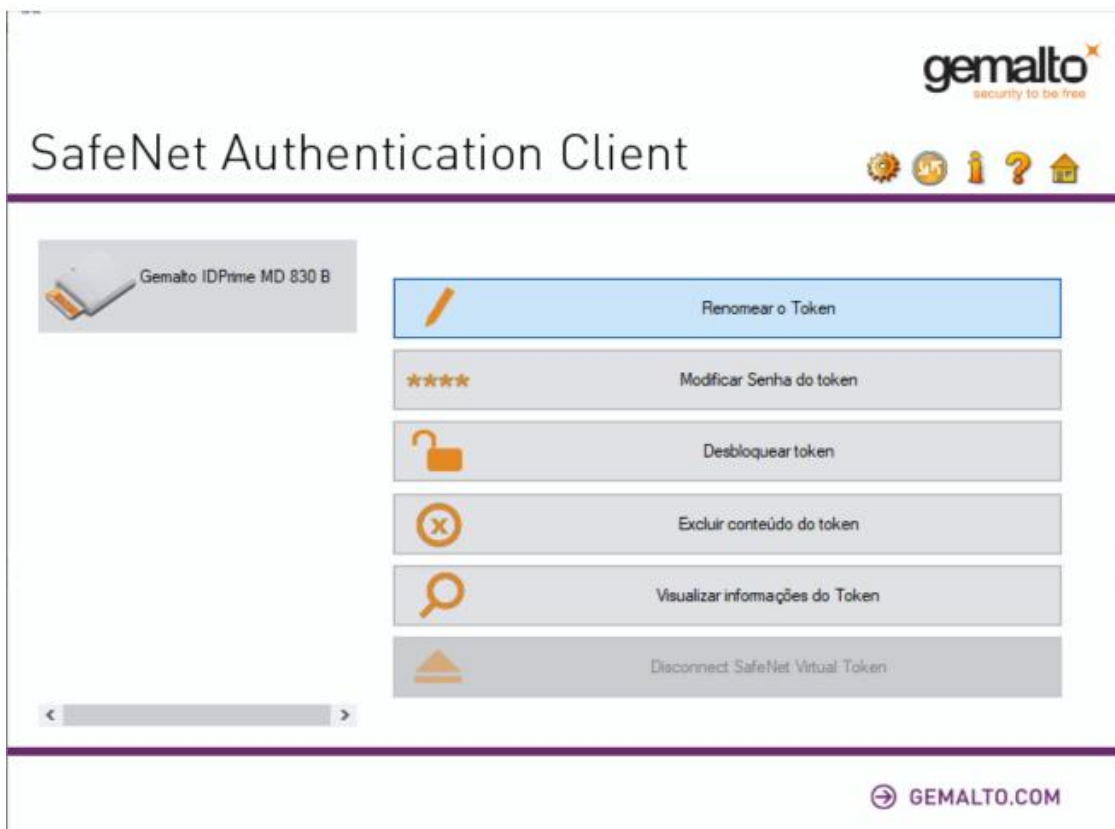 gemalto
security to be free
SafeNet Authentication Client
Gemalto IDPrime MD 830 B
Renomear o Token
**** Modificar Senha do token
Desbloquear token
Excluir conteúdo do token
Visualizar informações do Token
Disconnect SafeNet Virtual Token
GEMALTO.COM